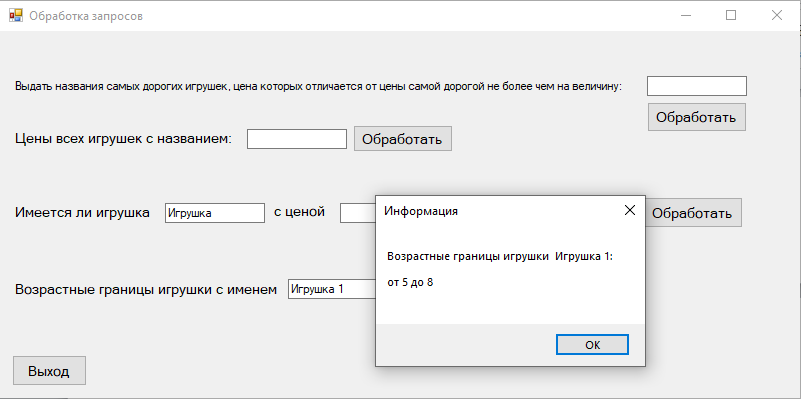 Обработка запросов
Выдать названия самых дорогих игрушек, цена которых отличается от цены самой дорогой не более чем на величину:
Обработать
Цены всех игрушек с названием:
Обработать
Имеется ли игрушка
Игрушка
с ценой
Обработать
Информация
Возрастные границы игрушки  Игрушка 1:
от 5 до 8
OK
Возрастные границы игрушки с именем
Игрушка 1
Выход